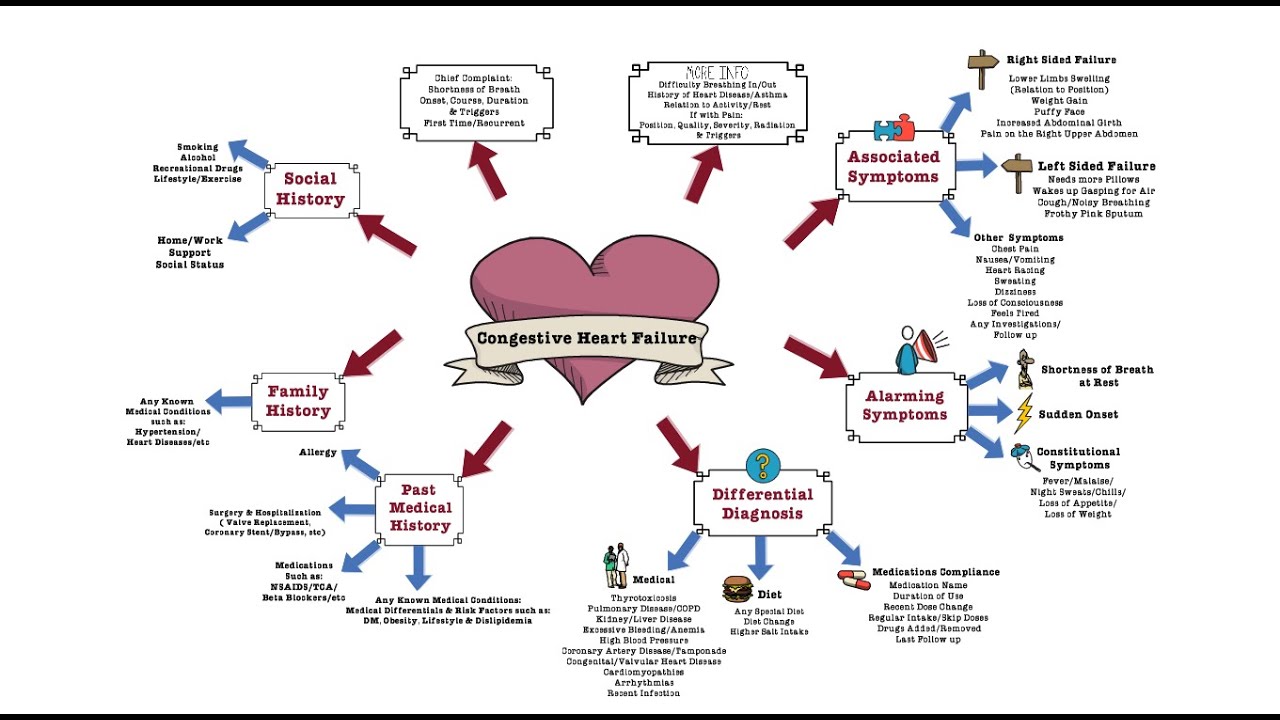 Chief Complaint:
Shortness of Breath
Onset, Course, Duration
& Triggers
First Time/Recurrent
MORE INFO
Difficulty Breathing In/Out
History of Heart Disease/Asthma
Relation to Activity/Rest
If with Pain:
Position, Quality, Severity, Radiation
& Triggers
Associated
Symptoms
Right Sided Failure
Lower Limbs Swelling
(Relation to Position)
Weight Gain
Puffy Face
Increased Abdominal Girth
Pain on the Right Upper Abdomen
Left Sided Failure
Needs more Pillows
Wakes up Gasping for Air
Cough/Noisy Breathing
Frothy Pink Sputum
Other Symptoms
Chest Pain
Nausea/Vomiting
Heart Racing
Sweating
Dizziness
Loss of Consciousness
Feels Tired
Any Investigations/
Follow up
Social
History
Smoking
Alcohol
Recreational Drugs
Lifestyle/Exercise
Home/Work
Support
Social Status
Congestive Heart Failure
Alarming
Symptoms
Shortness of Breath
at Rest
Sudden Onset
Constitutional
Symptoms
Fever/Malaise/
Night Sweats/Chills/
Loss of Appetite/
Loss of Weight
Family
History
Any Known
Medical Conditions
such as:
Hypertension/
Heart Diseases/etc
Past
Medical
History
Allergy
Surgery & Hospitalization
( Valve Replacement,
Coronary Stent/Bypass, etc)
Medications
Such as:
NSAIDS/TCA/
Beta Blockers/etc
Any Known Medical Conditions:
Medical Differentials & Risk Factors such as:
DM, Obesity, Lifestyle & Dislipidemia
Differential
Diagnosis
?
Medical
Thyrotoxicosis
Pulmonary Disease/COPD
Kidney/Liver Disease
Excessive Bleeding/Anemia
High Blood Pressure
Coronary Artery Disease/Tamponade
Congenital/Valvular Heart Disease
Cardiomyopathies
Arrhythmias
Recent Infection
Diet
Any Special Diet
Diet Change
Higher Salt Intake
Medications Compliance
Medication Name
Duration of Use
Recent Dose Change
Regular Intake/Skip Doses
Drugs Added/Removed
Last Follow up